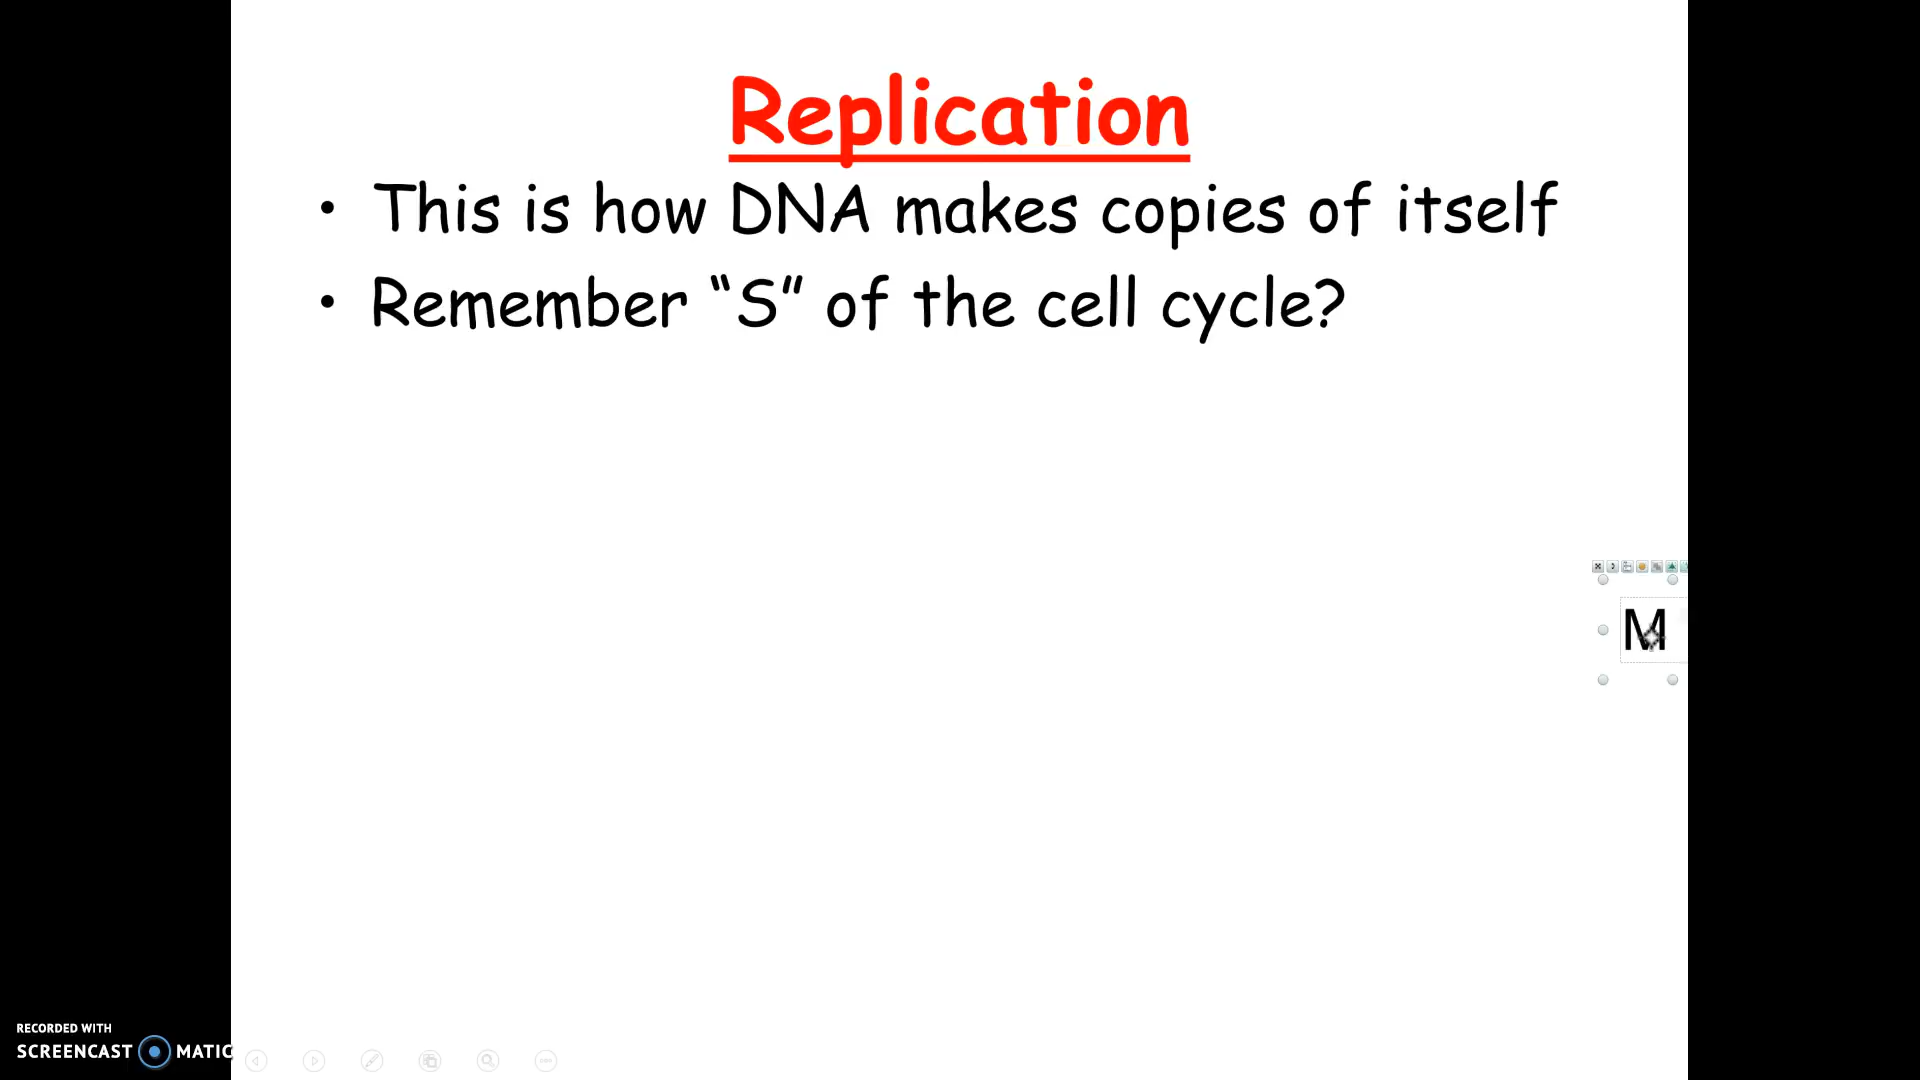 Replication
• This is how DNA makes copies of itself
• Remember “S” of the cell cycle?
M
RECORDED WITH
SCREENCAST MATIC